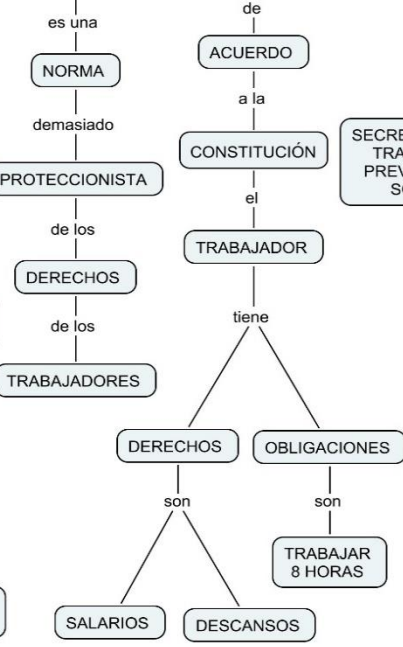 es una
NORMA
demasiado
PROTECCIONISTA
de los
DERECHOS
de los
TRABAJADORES
de
ACUERDO
a la
CONSTITUCIÓN
el
TRABAJADOR
tiene
DERECHOS
son
SALARIOS
DESCANSOS
OBLIGACIONES
son
TRABAJAR
8 HORAS